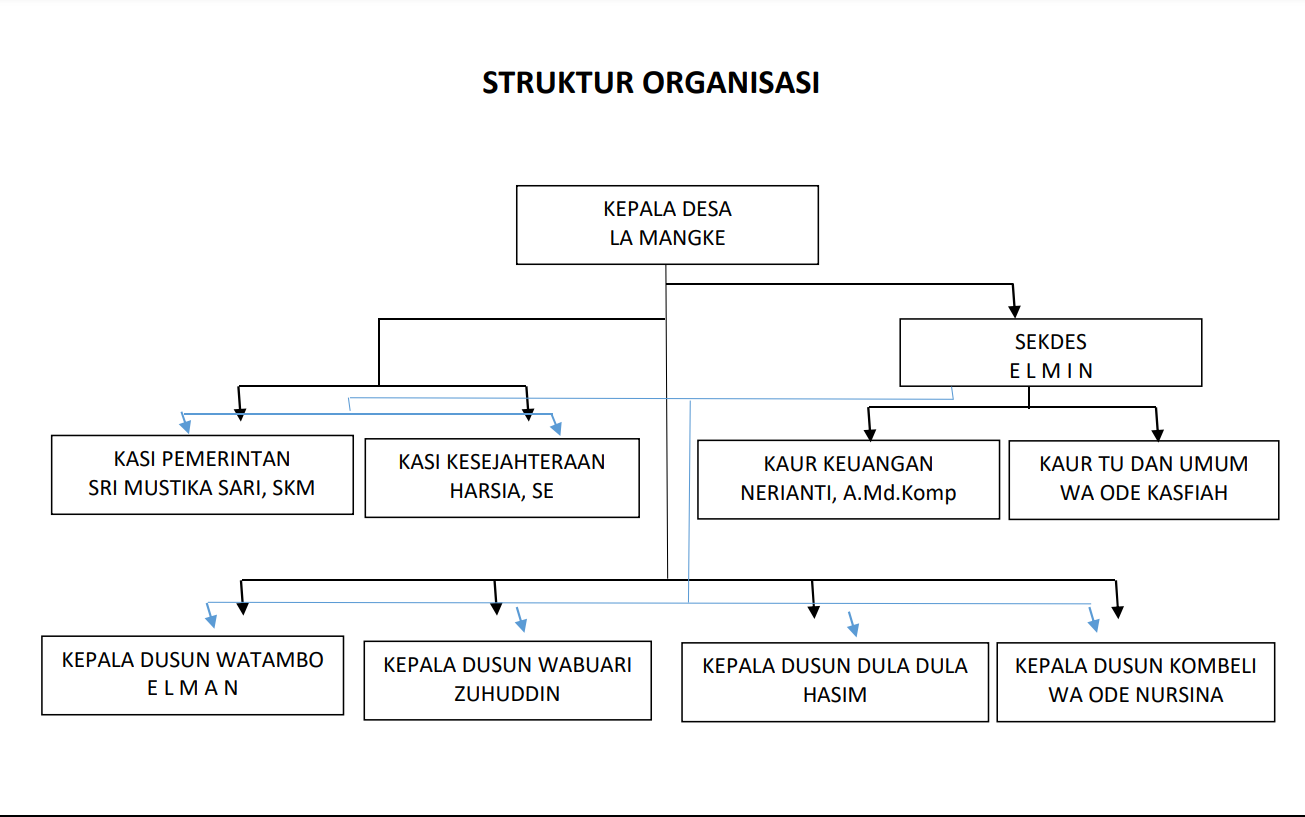 STRUKTUR ORGANISASI
KEPALA DESA
LA MANGKE
SEKDES
E L M I N
KASI PEMERINTAN
SRI MUSTIKA SARI, SKM
KASI KESEJAHTERAAN
HARSIA, SE
KAUR KEUANGAN
NERIANTI, A.Md.Komp
KAUR TU DAN UMUM
WA ODE KASFIAH
KEPALA DUSUN WATAMBO
E L M A N
KEPALA DUSUN WABUARI
ZUHUDDIN
KEPALA DUSUN DULA DULA
HASIM
KEPALA DUSUN KOMBELI
WA ODE NURSINA